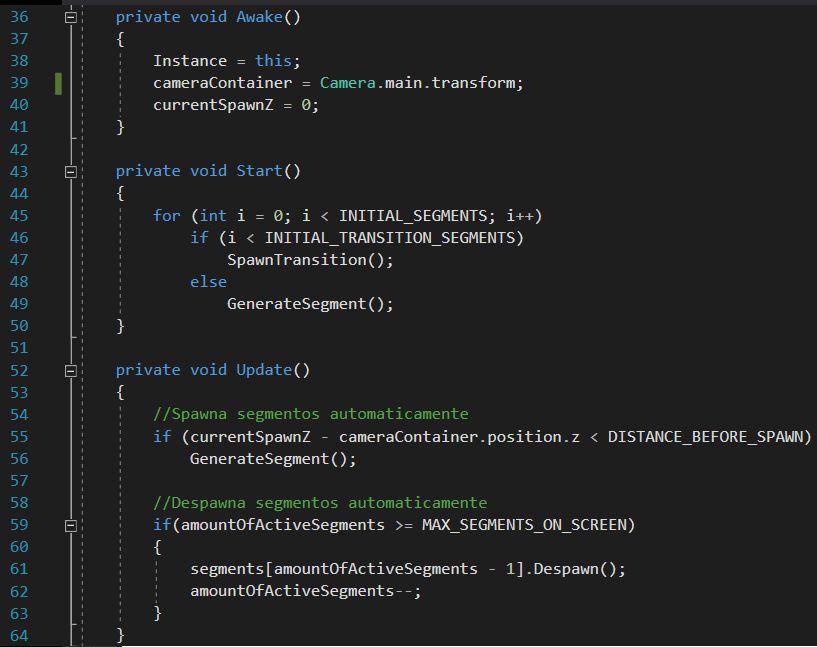 36 private void Awake()
37 {
38 Instance = this;
39 cameraContainer = Camera.main.transform;
40 currentSpawnZ = 0;
41 }
42
43 private void Start()
44 {
45 for (int i = 0; i < INITIAL_SEGMENTS; i++)
46 if (i < INITIAL_TRANSITION_SEGMENTS)
47 SpawnTransition();
48 else
49 GenerateSegment();
50 }
51
52 private void Update()
53 {
54 //Spawna segmentos automaticamente
55 if (currentSpawnZ - cameraContainer.position.z < DISTANCE_BEFORE_SPAWN)
56 GenerateSegment();
57
58 //Despawna segmentos automaticamente
59 if(amountOfActiveSegments >= MAX_SEGMENTS_ON_SCREEN)
60 {
61 segments[amountOfActiveSegments - 1].Despawn();
62 amountOfActiveSegments--;
63 }
64 }